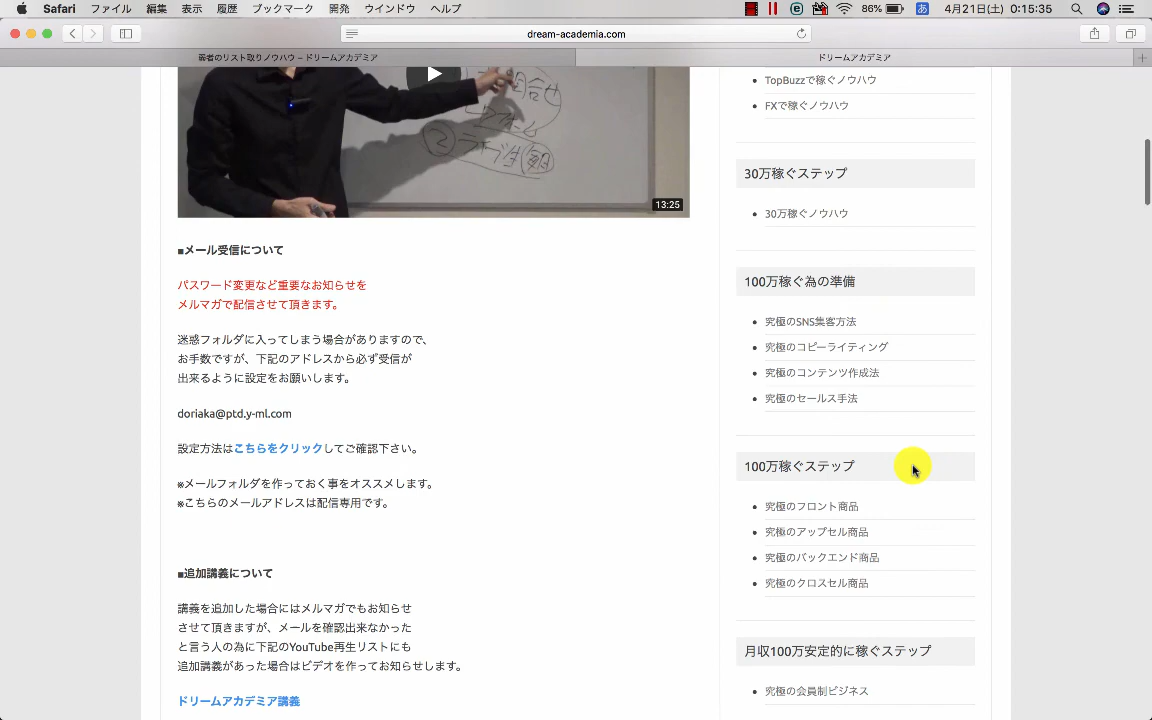 Safari ファイル 編集 表示 履歴 ブックマーク 開発 ウインドウ ヘルプ 86% あ 4月21日(土) 0:15:35
dream-academia.com
弱者のリスト取りノウハウ – ドリームアカデミア
ドリームアカデミア
13:25
■メール受信について
パスワード変更など重要なお知らせを
メルマガで配信させて頂きます。
迷惑フォルダに入ってしまう場合がありますので、
お手数ですが、下記のアドレスから必ず受信が
出来るように設定をお願いします。
doriaka@ptd.y-ml.com
設定方法はこちらをクリックしてご確認下さい。
※メールフォルダを作っておく事をオススメします。
※こちらのメールアドレスは配信専用です。
■追加講義について
講義を追加した場合にはメルマガでもお知らせ
させて頂きますが、メールを確認出来なかった
と言う人の為に下記のYouTube再生リストにも
追加講義があった場合はビデオを作ってお知らせします。
ドリームアカデミア講義
TopBuzzで稼ぐノウハウ
FXで稼ぐノウハウ
30万稼ぐステップ
30万稼ぐノウハウ
100万稼ぐ為の準備
究極のSNS集客方法
究極のコピーライティング
究極のコンテンツ作成法
究極のセールス手法
100万稼ぐステップ
究極のフロント商品
究極のアップセル商品
究極のバックエンド商品
究極のクロスセル商品
月収100万安定的に稼ぐステップ
究極の会員制ビジネス